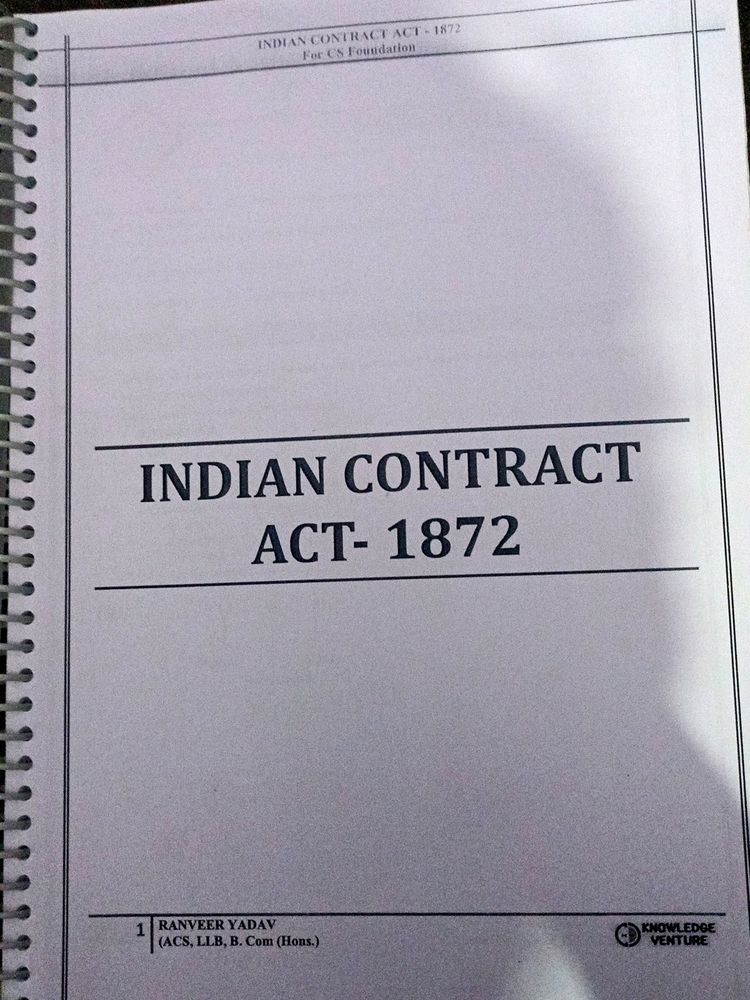 INDIAN CONTRACT ACT - 1872
For CS Foundation
INDIAN CONTRACT
ACT- 1872
1
RANVEER YADAV
(ACS, LLB, B. Com (Hons.)
KNOWLEDGE
VENTURE